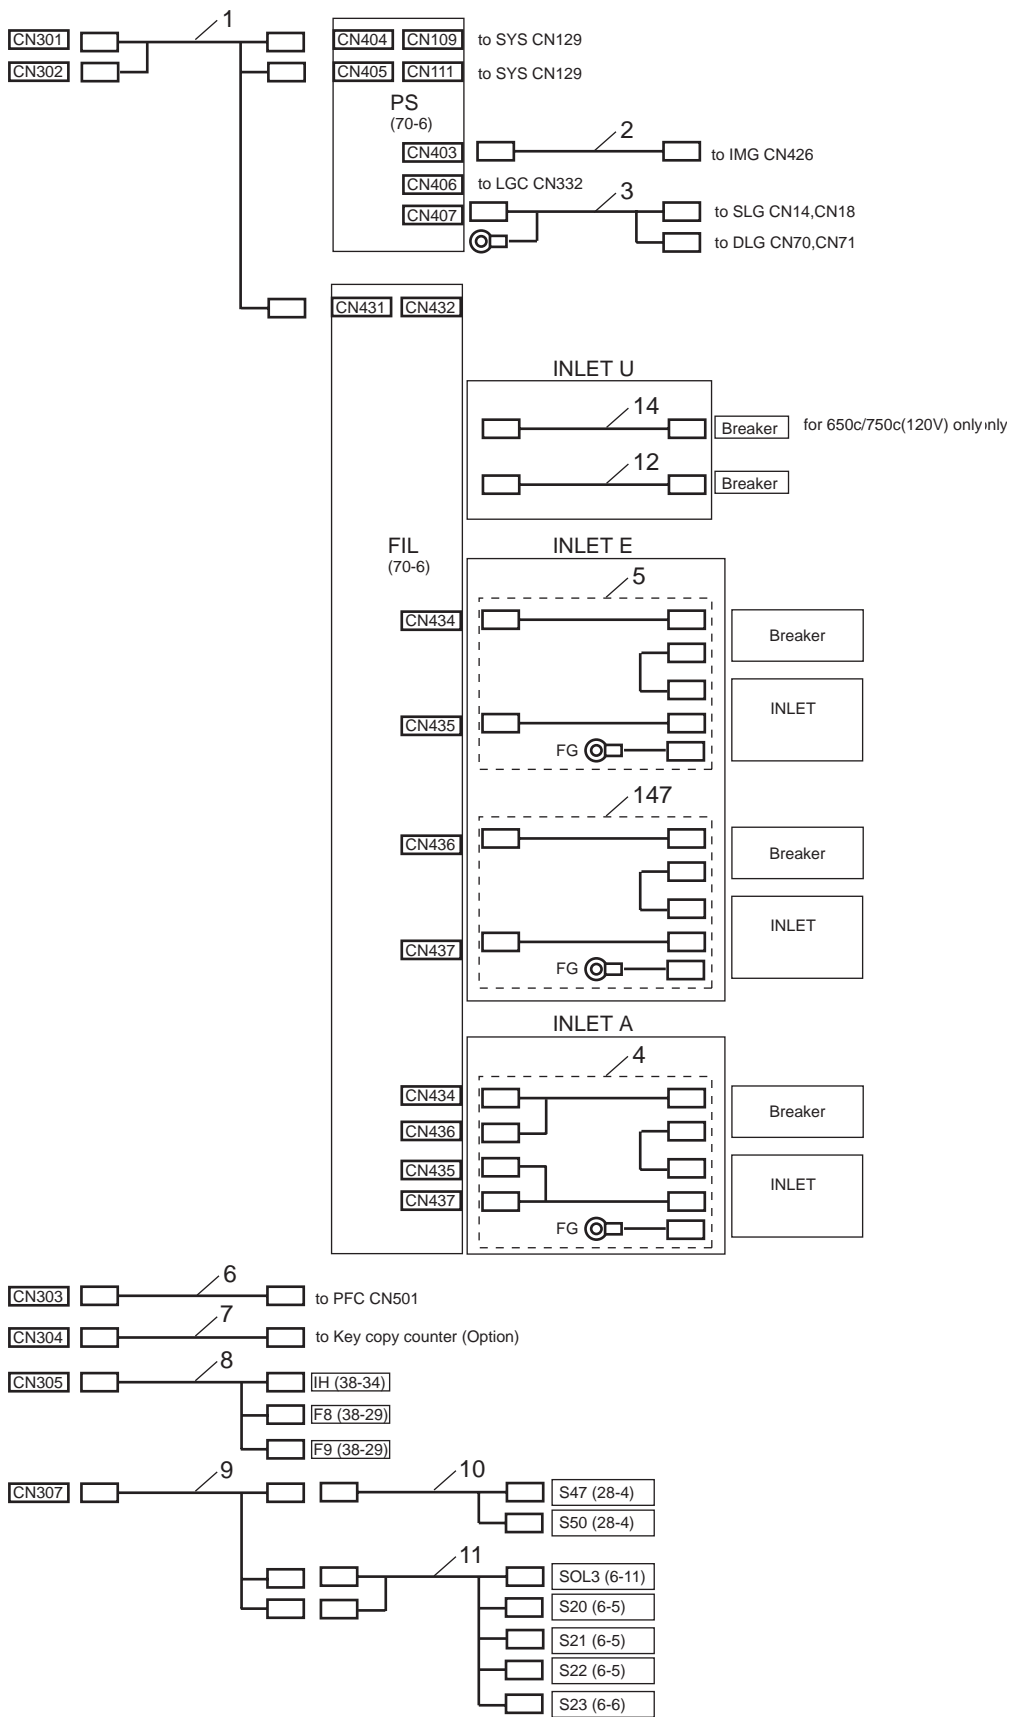 1
CN301
CN404 CN109 to SYS CN129
CN302
CN405 CN111 to SYS CN129
PS
(70-6)
2
CN403
to IMG CN426
CN406 to LGC CN332
3
CN407
to SLG CN14,CN18
to DLG CN70,CN71
CN431 CN432
INLET U
14
Breaker
for 650c/750c(120V) only
12
Breaker
FIL
(70-6)
INLET E
5
CN434
Breaker
INLET
CN435
FG
147
CN436
Breaker
INLET
CN437
FG
INLET A
4
CN434
Breaker
CN436
CN435
INLET
CN437
FG
6
CN303
to PFC CN501
7
CN304
to Key copy counter (Option)
8
CN305
IH (38-34)
F8 (38-29)
F9 (38-29)
9
10
CN307
S47 (28-4)
S50 (28-4)
11
SOL3 (6-11)
S20 (6-5)
S21 (6-5)
S22 (6-5)
S23 (6-6)